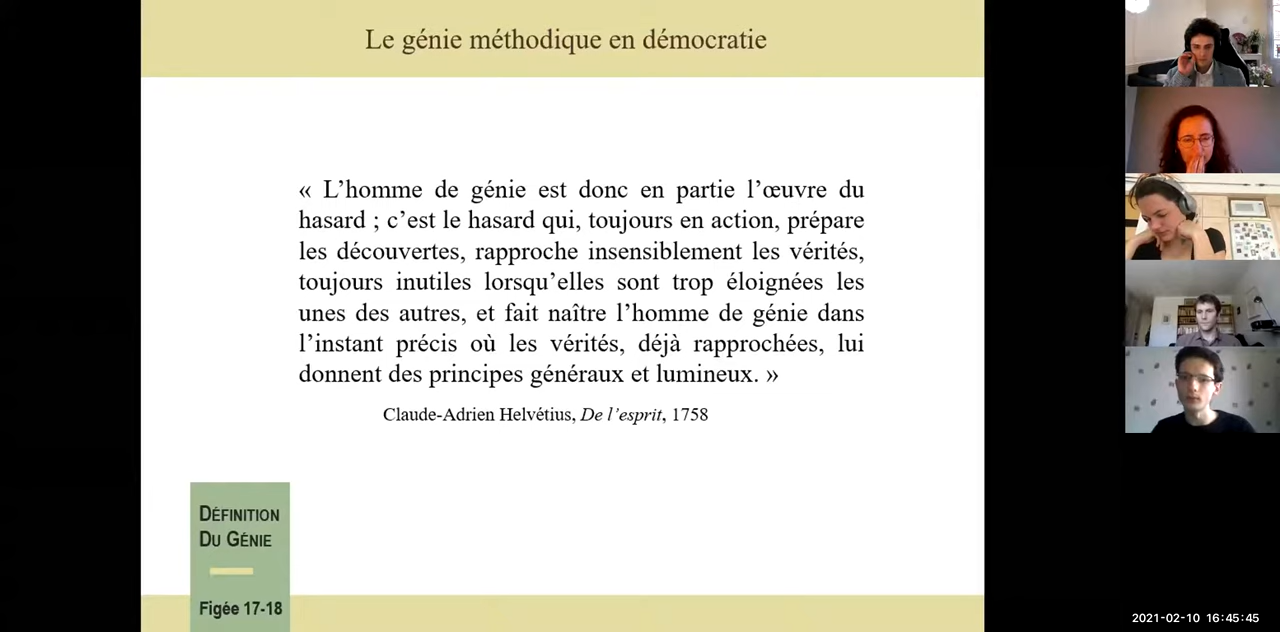 Le génie méthodique en démocratie
« L’homme de génie est donc en partie l’œuvre du
hasard ; c’est le hasard qui, toujours en action, prépare
les découvertes, rapproche insensiblement les vérités,
toujours inutiles lorsqu’elles sont trop éloignées les
unes des autres, et fait naître l’homme de génie dans
l’instant précis où les vérités, déjà rapprochées, lui
donnent des principes généraux et lumineux. »
Claude-Adrien Helvétius, De l’esprit, 1758
DÉFINITION
DU GÉNIE
Figée 17-18
2021-02-10 16:45:45